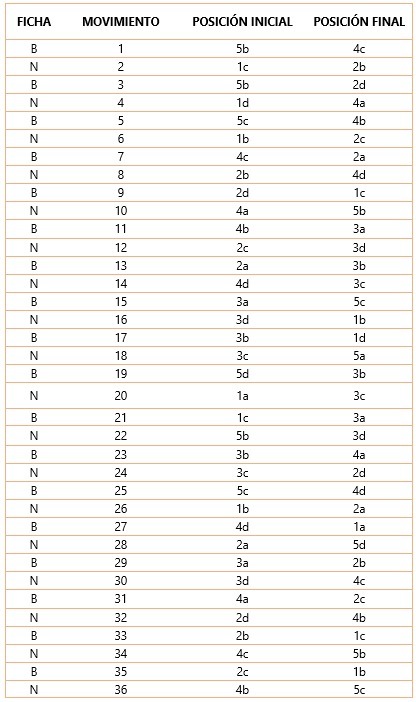 FICHA MOVIMIENTO POSICIÓN INICIAL POSICIÓN FINAL
B 1 5b 4c
N 2 1c 2b
B 3 5b 2d
N 4 1d 4a
B 5 5c 4b
N 6 1b 2c
B 7 4c 2a
N 8 2b 4d
B 9 2d 1c
N 10 4a 5b
B 11 4b 3a
N 12 2c 3d
B 13 2a 3b
N 14 4d 3c
B 15 3a 5c
N 16 3d 1b
B 17 3b 1d
N 18 3c 5a
B 19 5d 3b
N 20 1a 3c
B 21 1c 3a
N 22 5b 3d
B 23 3b 4a
N 24 3c 2d
B 25 5c 4d
N 26 1b 2a
B 27 4d 1a
N 28 2a 5d
B 29 3a 2b
N 30 3d 4c
B 31 4a 2c
N 32 2d 4b
B 33 2b 1c
N 34 4c 5b
B 35 2c 1b
N 36 4b 5c